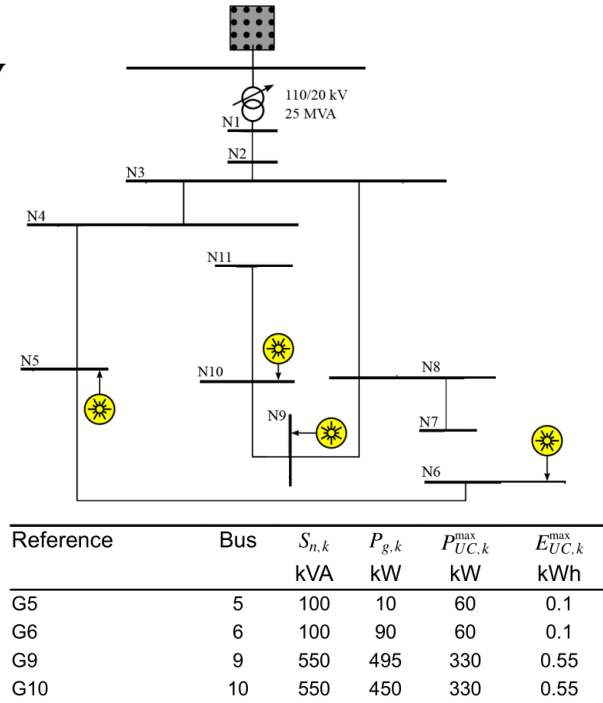 110/20 kV
25 MVA
N1
N2
N3
N4
N11
N5
N10
N8
N9
N7
N6
Reference Bus S_{n,k} P_{g,k} P_{UC,k}^{max} E_{UC,k}^{max}
kVA kW kW kWh
G5 5 100 10 60 0.1
G6 6 100 90 60 0.1
G9 9 550 495 330 0.55
G10 10 550 450 330 0.55